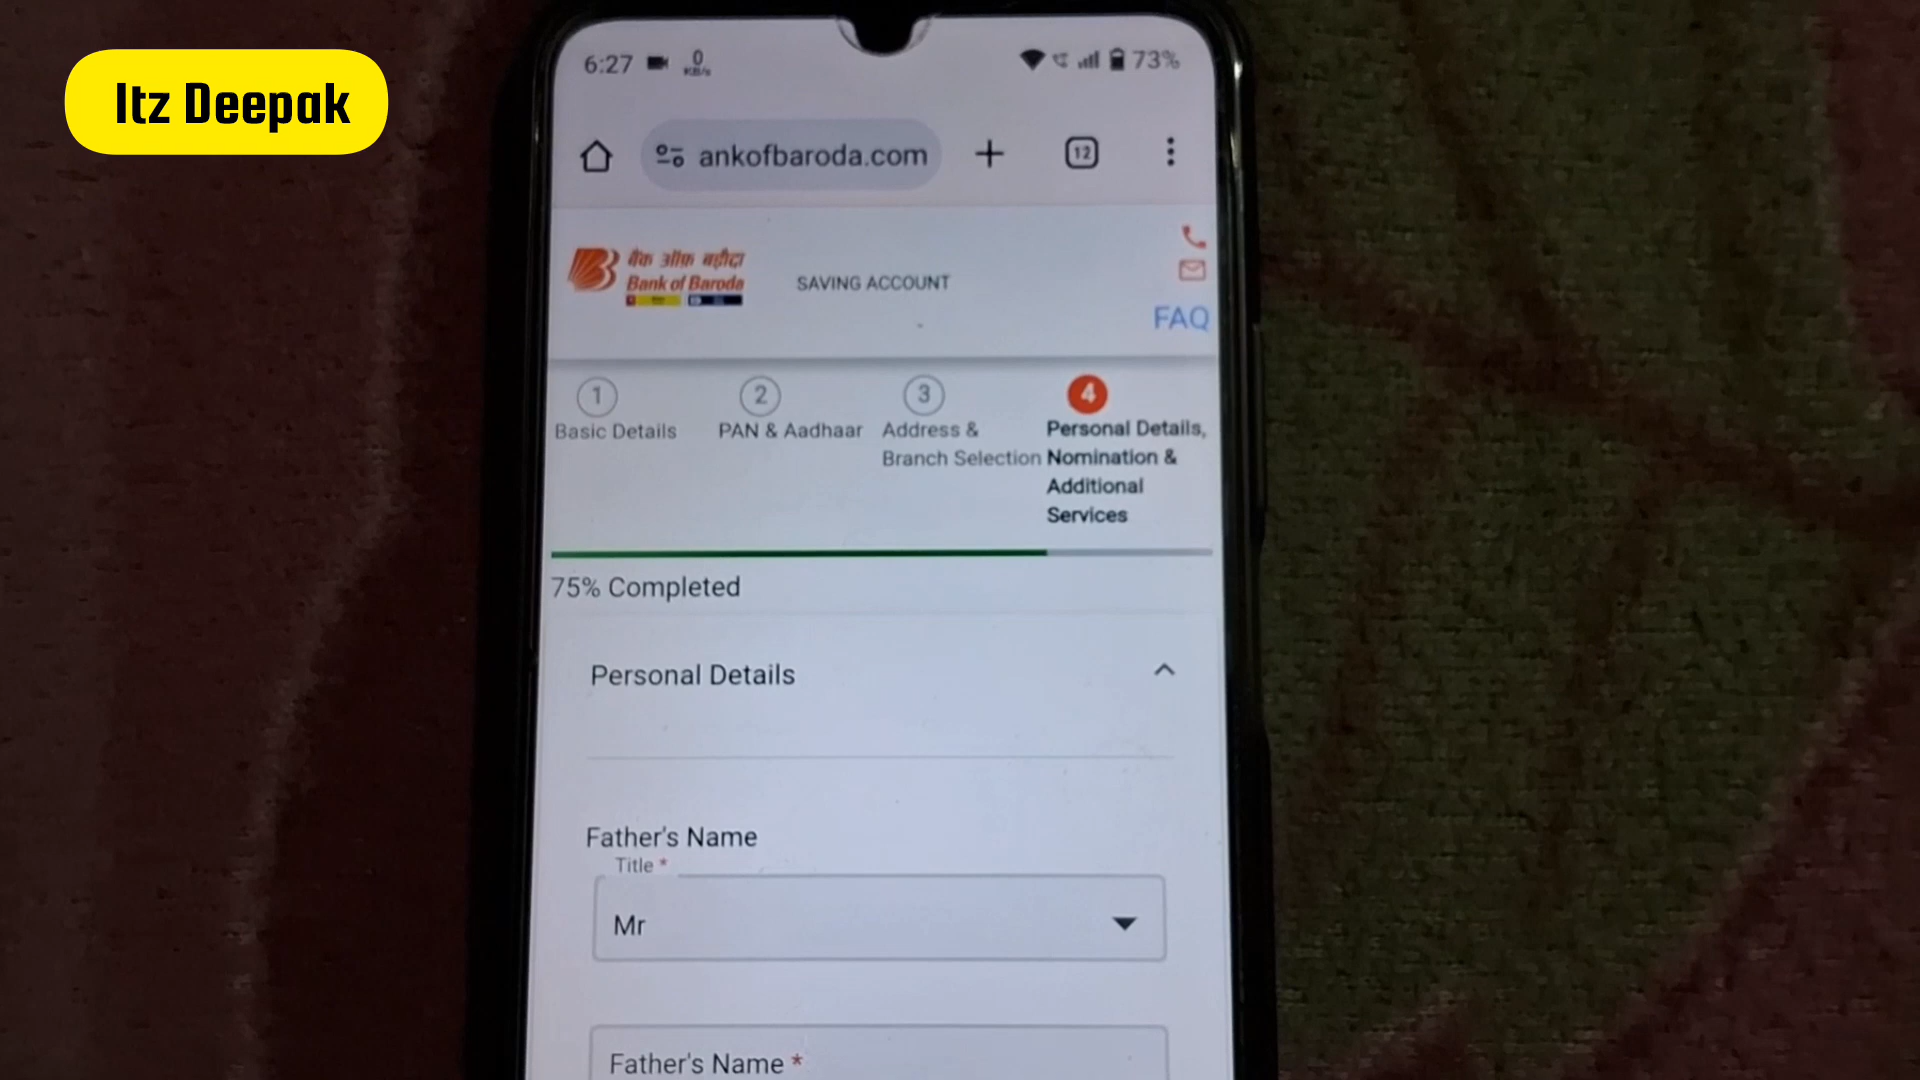 Itz Deepak
6:27
0
KB/s
73%
ankofbaroda.com
12
बैंक ऑफ़ बड़ौदा
Bank of Baroda
SAVING ACCOUNT
FAQ
1
Basic Details
2
PAN & Aadhaar
3
Address &
Branch Selection
4
Personal Details,
Nomination &
Additional
Services
75% Completed
Personal Details
Father's Name
Title *
Mr
Father's Name *